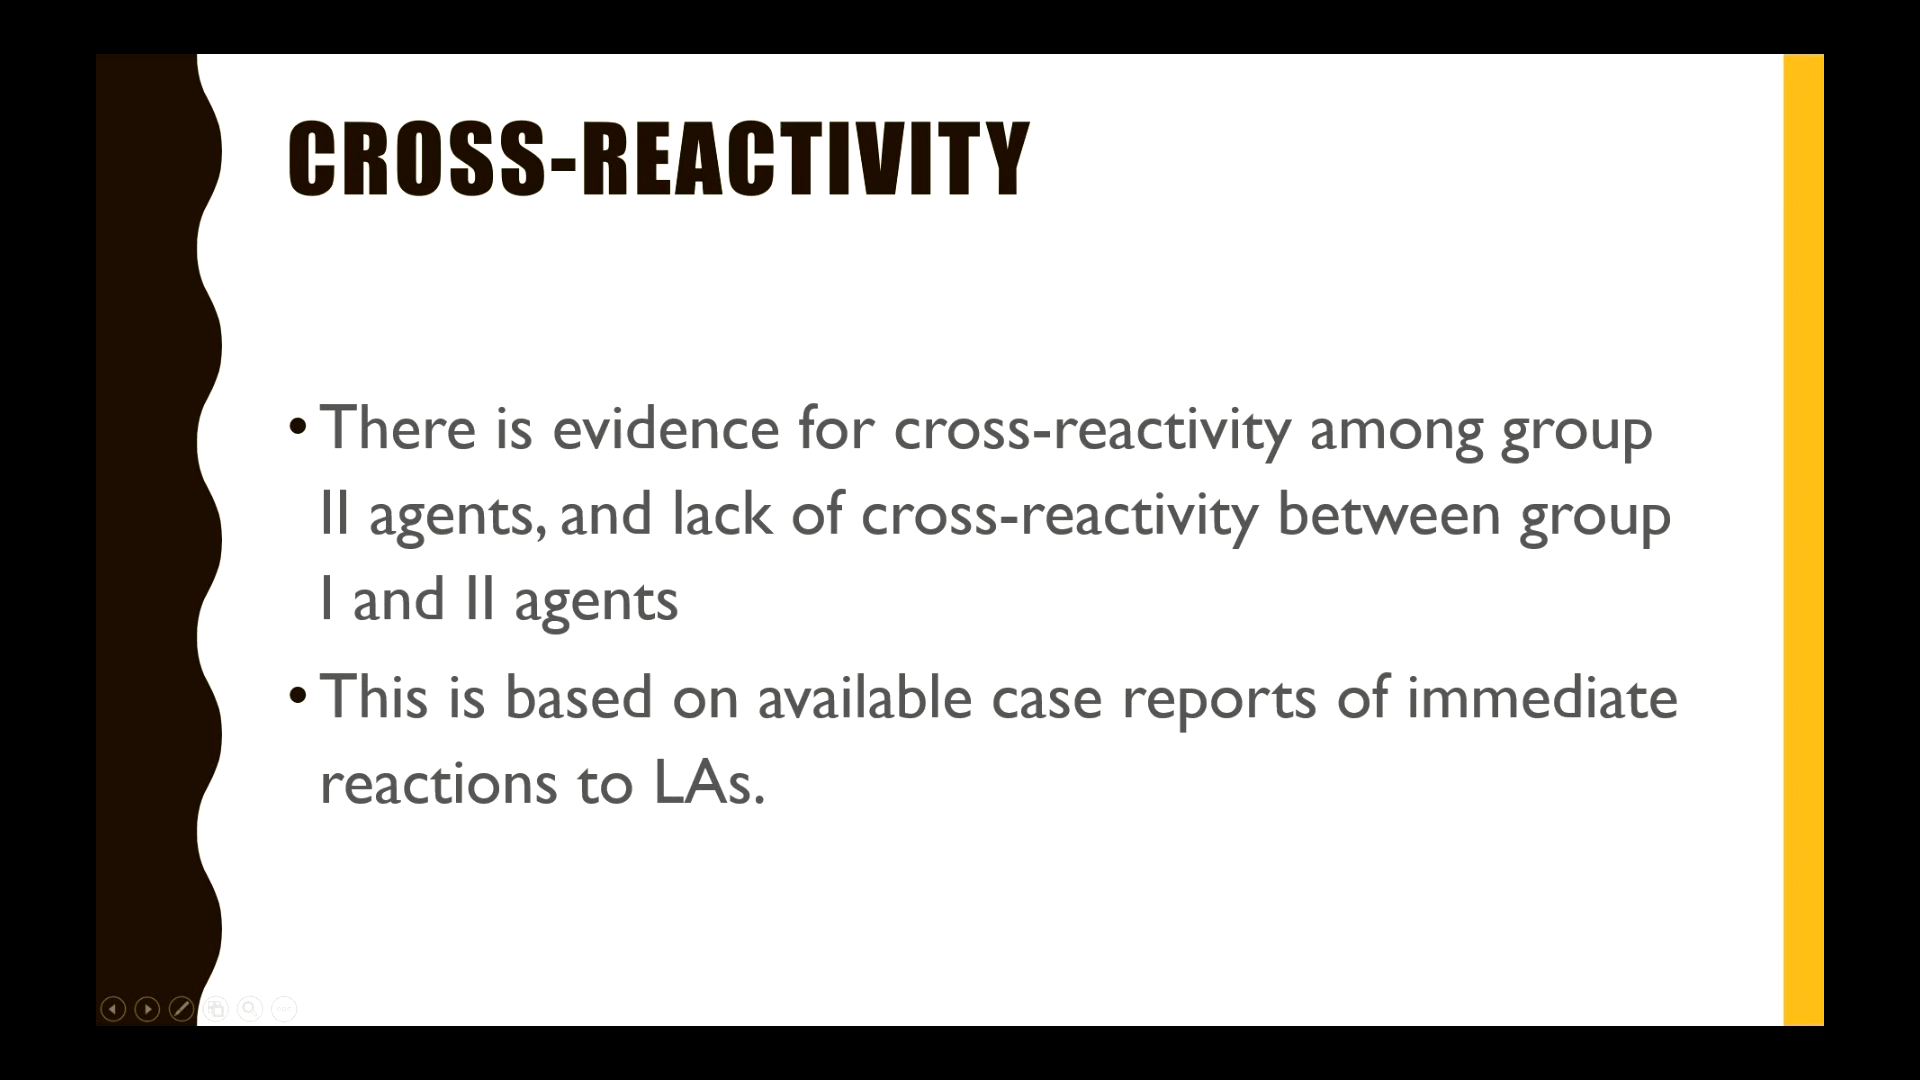 CROSS-REACTIVITY
• There is evidence for cross-reactivity among group
II agents, and lack of cross-reactivity between group
I and II agents
• This is based on available case reports of immediate
reactions to LAs.